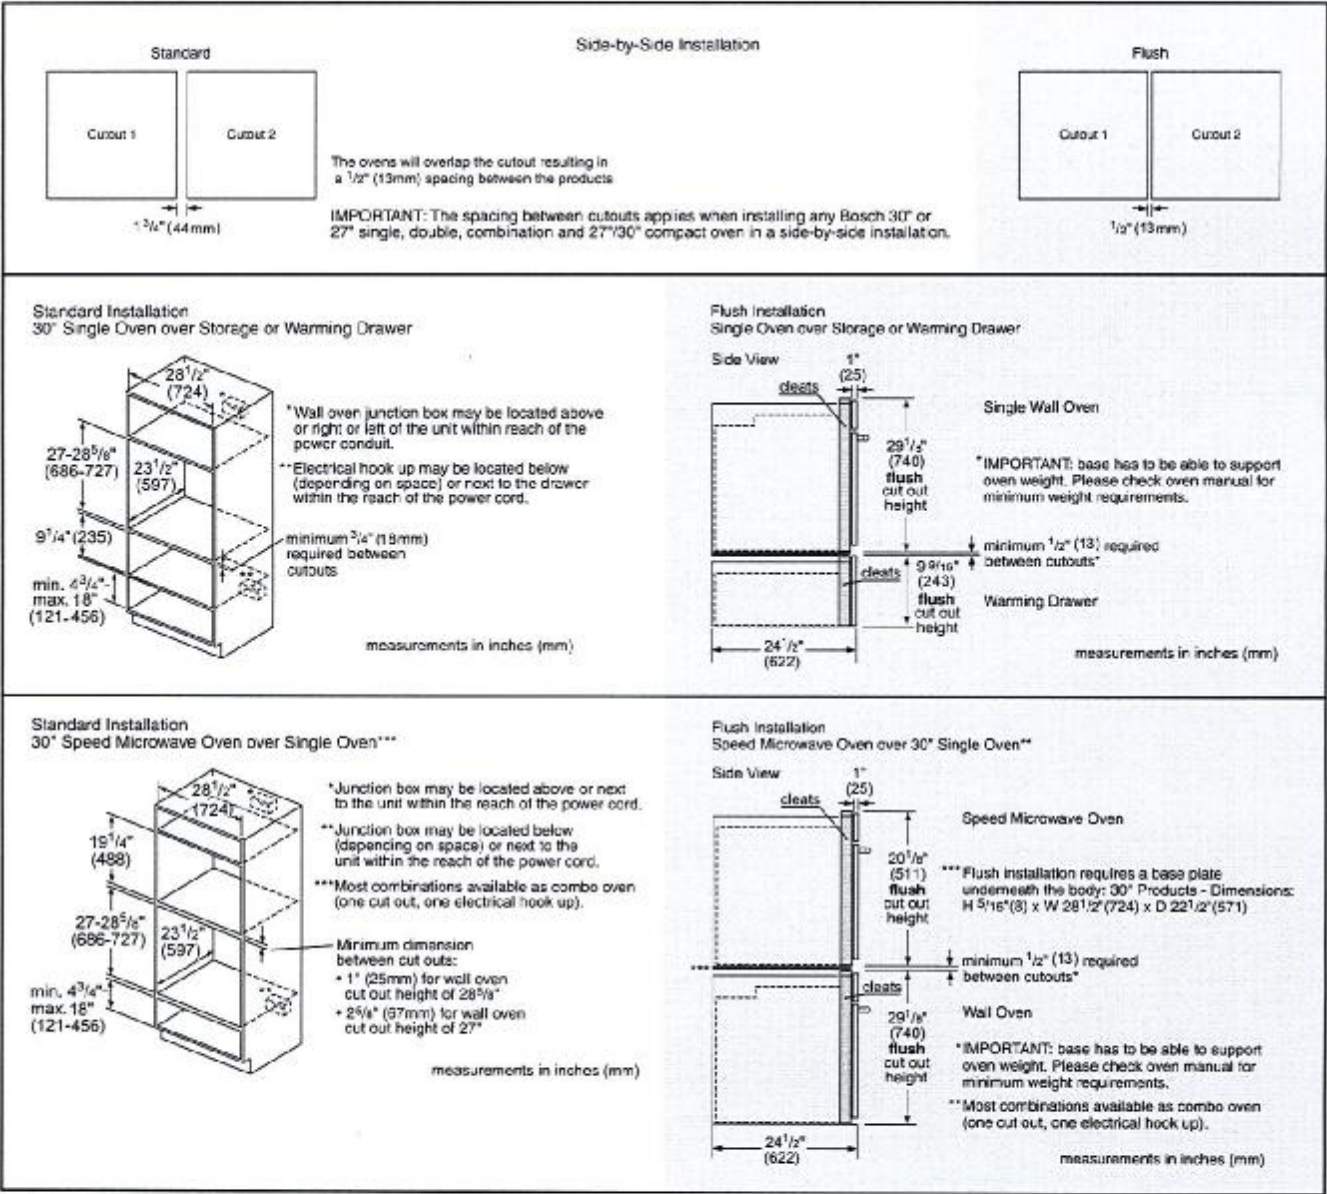 Side-by-Side Installation
Standard
Cutout 1
Cutout 2
1 3/4" (44mm)
The ovens will overlap the cutout resulting in
a 1/2" (13mm) spacing between the products
IMPORTANT: The spacing between cutouts applies when installing any Bosch 30" or
27" single, double, combination and 27"/30" compact oven in a side-by-side installation.
Flush
Cutout 1
Cutout 2
1/2" (13mm)
Standard Installation
30" Single Oven over Storage or Warming Drawer
28 1/2"
(724)
27-28 5/8"
(686-727)
23 1/2"
(597)
9 1/4" (235)
min. 4 3/4"-
max. 18"
(121-456)
*Wall oven junction box may be located above
or right or left of the unit within reach of the
power conduit.
**Electrical hook up may be located below
(depending on space) or next to the drawer
within the reach of the power cord.
minimum 3/4" (18mm)
required between
cutouts
measurements in inches (mm)
Flush Installation
Single Oven over Storage or Warming Drawer
Side View
1"
(25)
cleats
29 1/8"
(740)
flush
cut out
height
Single Wall Oven
*IMPORTANT: base has to be able to support
oven weight. Please check oven manual for
minimum weight requirements.
minimum 1/2" (13) required
between cutouts*
cleats
9 9/16"
(243)
flush
cut out
height
Warming Drawer
24 1/2"
(622)
measurements in inches (mm)
Standard Installation
30" Speed Microwave Oven over Single Oven***
28 1/2"
(724)
19 1/4"
(488)
27-28 5/8"
(686-727)
23 1/2"
(597)
min. 4 3/4"-
max. 18"
(121-456)
*Junction box may be located above or next
to the unit within the reach of the power cord.
**Junction box may be located below
(depending on space) or next to the
unit within the reach of the power cord.
***Most combinations available as combo oven
(one cut out, one electrical hook up).
Minimum dimension
between cut outs:
• 1" (25mm) for wall oven
cut out height of 28 5/8"
• 2 5/8" (67mm) for wall oven
cut out height of 27"
measurements in inches (mm)
Flush Installation
Speed Microwave Oven over 30" Single Oven**
Side View
1"
(25)
cleats
20 1/8"
(511)
flush
cut out
height
Speed Microwave Oven
***Flush installation requires a base plate
underneath the body: 30" Products - Dimensions:
H 5/16"(8) x W 28 1/2"(724) x D 22 1/2"(571)
***
minimum 1/2" (13) required
between cutouts*
cleats
29 1/8"
(740)
flush
cut out
height
Wall Oven
*IMPORTANT: base has to be able to support
oven weight. Please check oven manual for
minimum weight requirements.
**Most combinations available as combo oven
(one cut out, one electrical hook up).
24 1/2"
(622)
measurements in inches (mm)